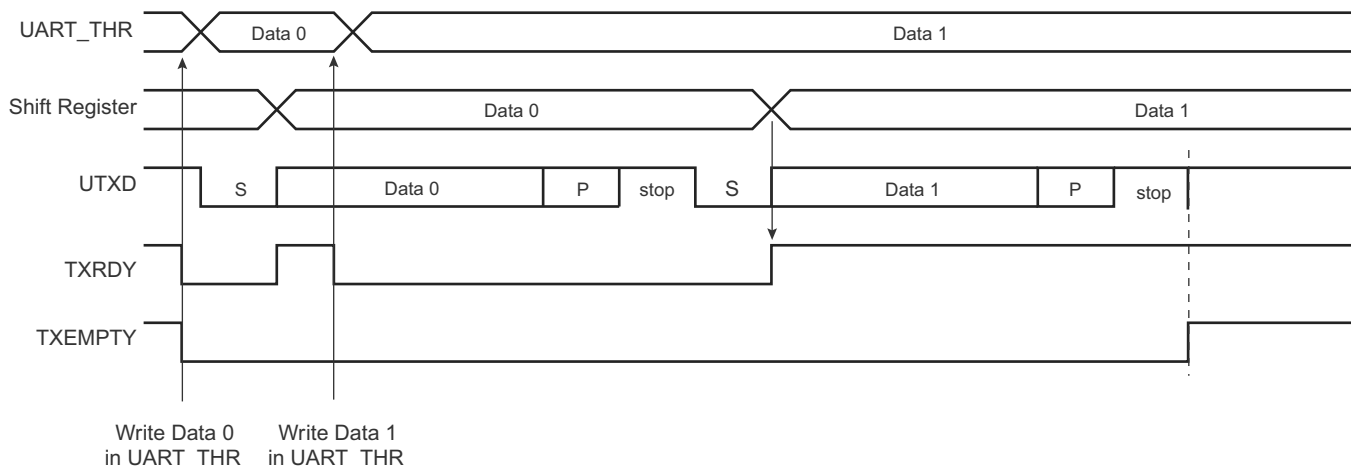 UART_THR
Data 0
Data 1
Shift Register
Data 0
Data 1
UTXD
S
Data 0
P
stop
S
Data 1
P
stop
TXRDY
TXEMPTY
Write Data 0
in UART_THR
Write Data 1
in UART_THR